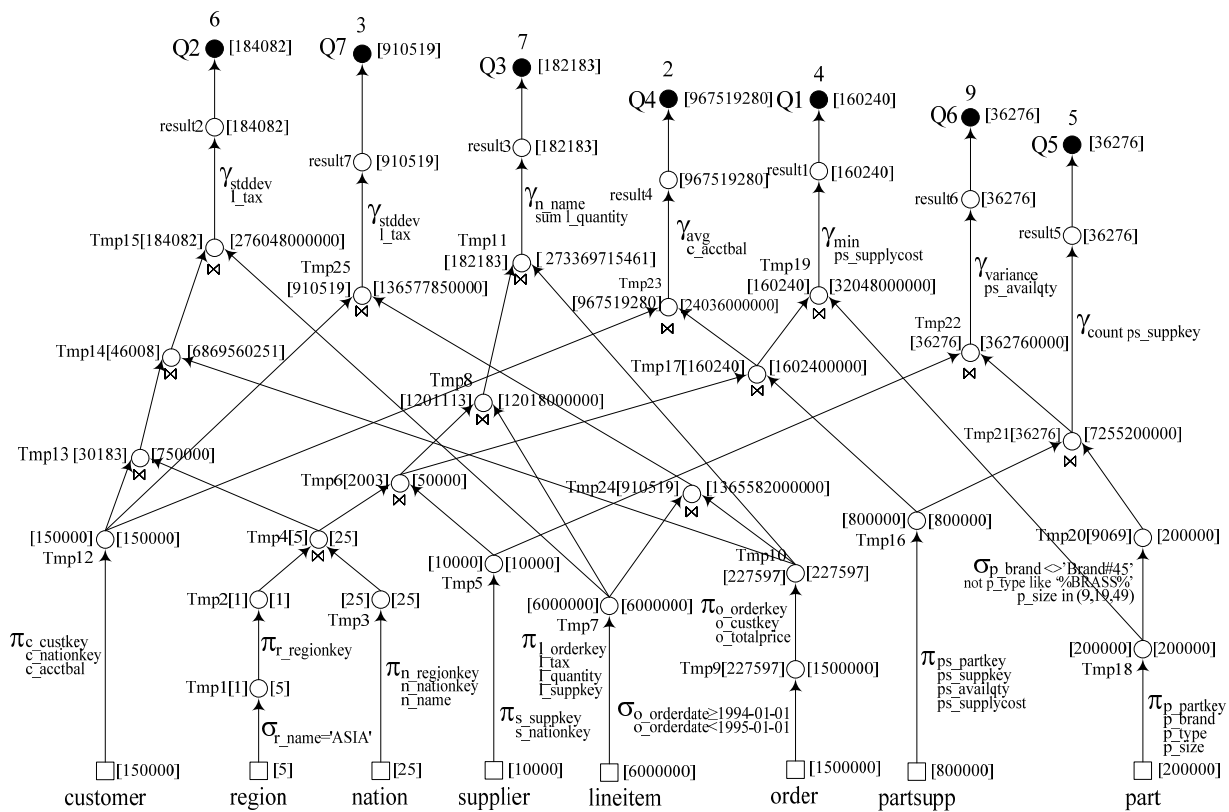 6
Q2 [184082]
3
Q7 [910519]
7
Q3 [182183]
2
Q4 [967519280]
4
Q1 [160240]
9
Q6 [36276]
5
Q5 [36276]
result2 [184082]
result7 [910519]
result3 [182183]
result4 [967519280]
result1 [160240]
result6 [36276]
result5 [36276]
γstddev
l_tax
γstddev
l_tax
γn_name
sum l_quantity
γavg
c_acctbal
γmin
ps_supplycost
γvariance
ps_availqty
γcount ps_suppkey
Tmp15[184082] [276048000000]
⋈
Tmp25
[910519] [136577850000]
⋈
Tmp11
[182183] [ 273369715461]
⋈
Tmp23
[967519280] [24036000000]
⋈
Tmp19
[160240] [32048000000]
⋈
Tmp22
[36276] [362760000]
⋈
Tmp14[46008] [6869560251]
⋈
Tmp8
[1201113] [12018000000]
⋈
Tmp17[160240] [1602400000]
⋈
Tmp21[36276] [7255200000]
⋈
Tmp13 [30183] [750000]
⋈
Tmp6[2003] [50000]
⋈
Tmp24[910519] [1365582000000]
⋈
[150000] [150000]
Tmp12
Tmp4[5] [25]
⋈
[10000] [10000]
Tmp5
Tmp10
[227597] [227597]
[800000] [800000]
Tmp16
Tmp20[9069] [200000]
σp_brand <>'Brand#45'
not p_type like '%BRASS%'
p_size in (9,19,49)
Tmp2[1] [1]
[25] [25]
Tmp3
[6000000] [6000000]
Tmp7
πc_custkey
c_nationkey
c_acctbal
πr_regionkey
πn_regionkey
n_nationkey
n_name
πs_suppkey
s_nationkey
πl_orderkey
l_tax
l_quantity
l_suppkey
πo_orderkey
o_custkey
o_totalprice
πps_partkey
ps_suppkey
ps_availqty
ps_supplycost
[200000] [200000]
Tmp18
πp_partkey
p_brand
p_type
p_size
Tmp1[1] [5]
Tmp9[227597] [1500000]
σr_name='ASIA'
σo_orderdate≥1994-01-01
o_orderdate<1995-01-01
[150000] [5] [25] [10000] [6000000] [1500000] [800000] [200000]
customer region nation supplier lineitem order partsupp part